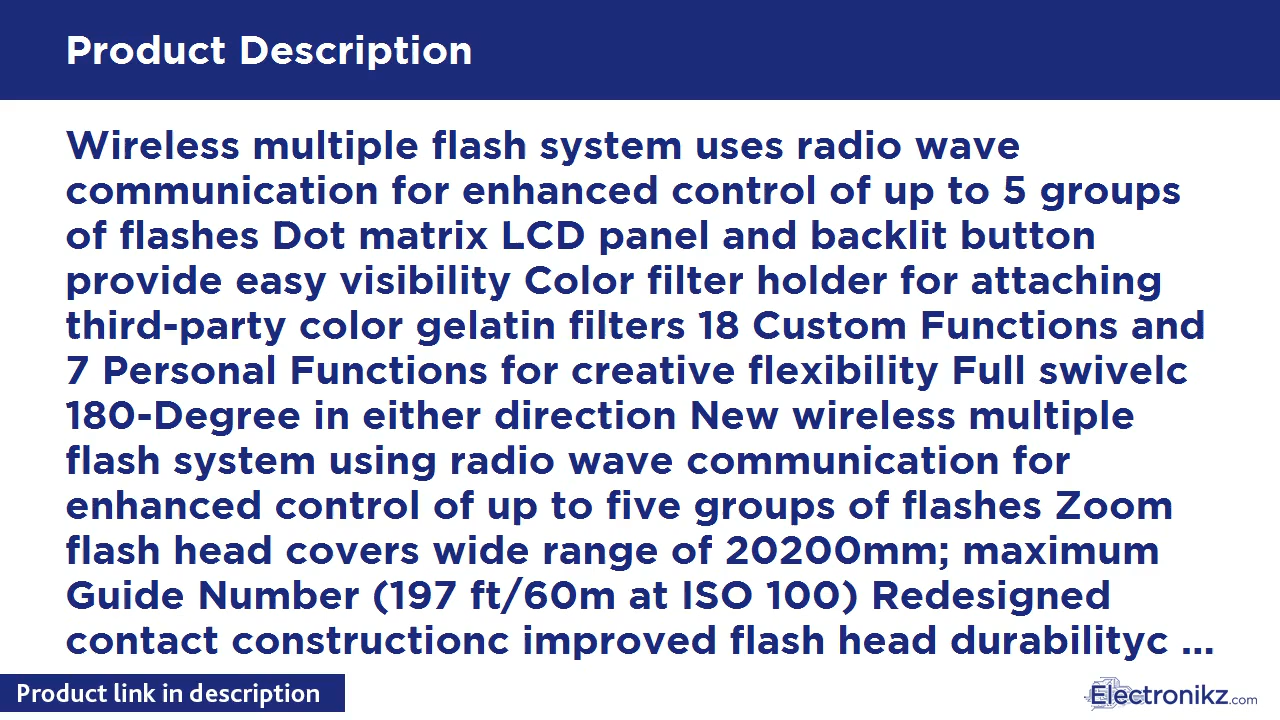 Product Description
Wireless multiple flash system uses radio wave
communication for enhanced control of up to 5 groups
of flashes Dot matrix LCD panel and backlit button
provide easy visibility Color filter holder for attaching
third-party color gelatin filters 18 Custom Functions and
7 Personal Functions for creative flexibility Full swivelc
180-Degree in either direction New wireless multiple
flash system using radio wave communication for
enhanced control of up to five groups of flashes Zoom
flash head covers wide range of 20200mm; maximum
Guide Number (197 ft/60m at ISO 100) Redesigned
contact constructionc improved flash head durabilityc ...
Product link in description
Electronikz.com